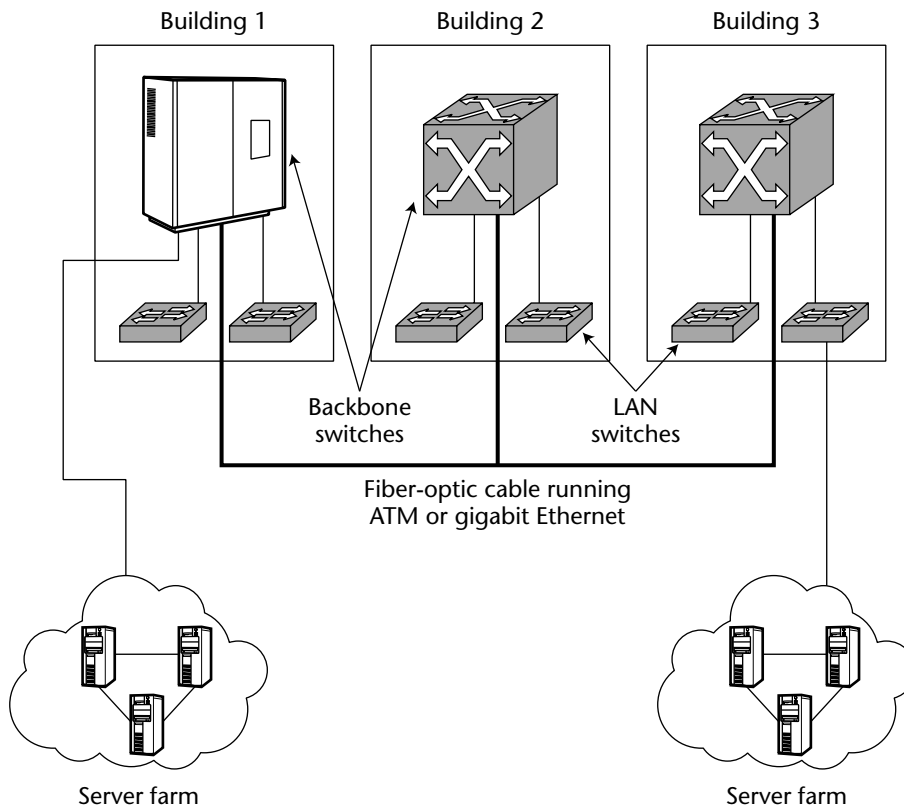 Building 1
Building 2
Building 3
Backbone
switches
LAN
switches
Fiber-optic cable running
ATM or gigabit Ethernet
Server farm
Server farm